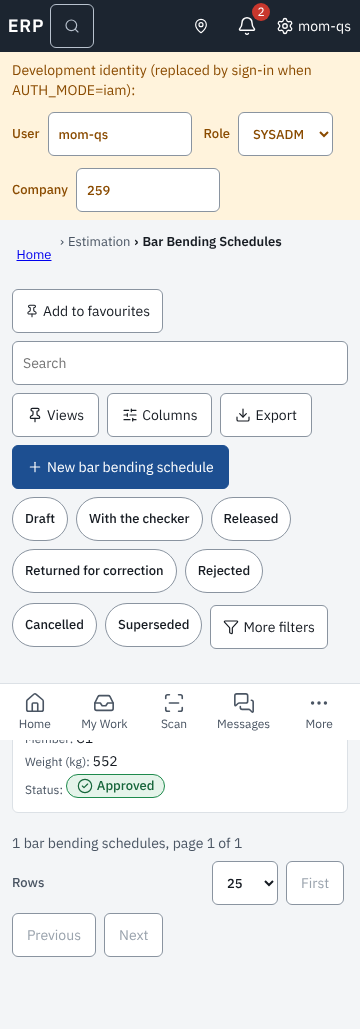 ERP
2
mom-qs
Development identity (replaced by sign-in when
AUTH_MODE=iam):
User mom-qs Role SYSADM
Company 259
Home › Estimation › Bar Bending Schedules
Add to favourites
Search
Views Columns Export
+ New bar bending schedule
Draft With the checker Released
Returned for correction Rejected
Cancelled Superseded More filters
Home My Work Scan Messages More
Weight (kg): 552
Status: Approved
1 bar bending schedules, page 1 of 1
Rows 25 First
Previous Next